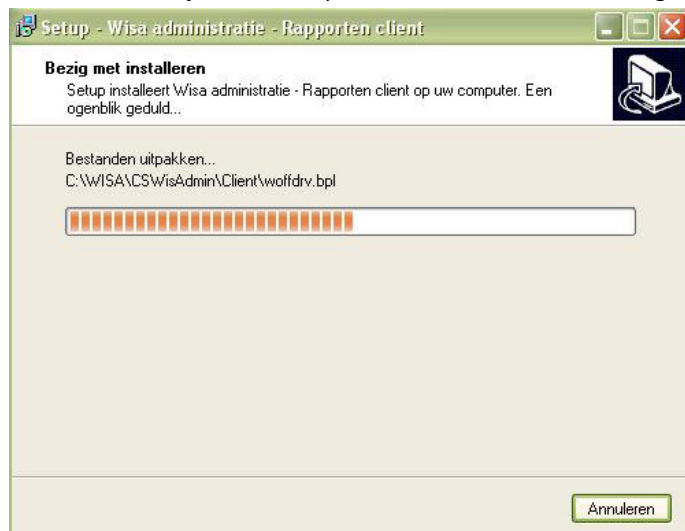 Setup - Wisa administratie - Rapporten client
Bezig met installeren
Setup installeert Wisa administratie - Rapporten client op uw computer. Een
ogenblik geduld...
Bestanden uitpakken...
C:\WISA\CSWisAdmin\Client\woffdrv.bpl
Annuleren